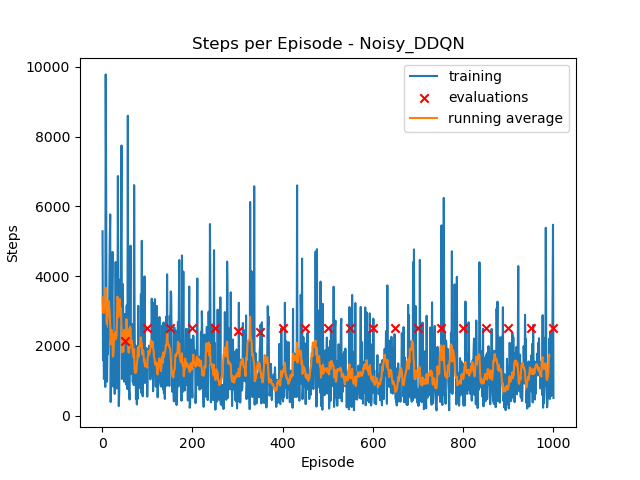 Steps per Episode - Noisy_DDQN
training
evaluations
running average
10000
8000
6000
4000
2000
0
Steps
0 200 400 600 800 1000
Episode